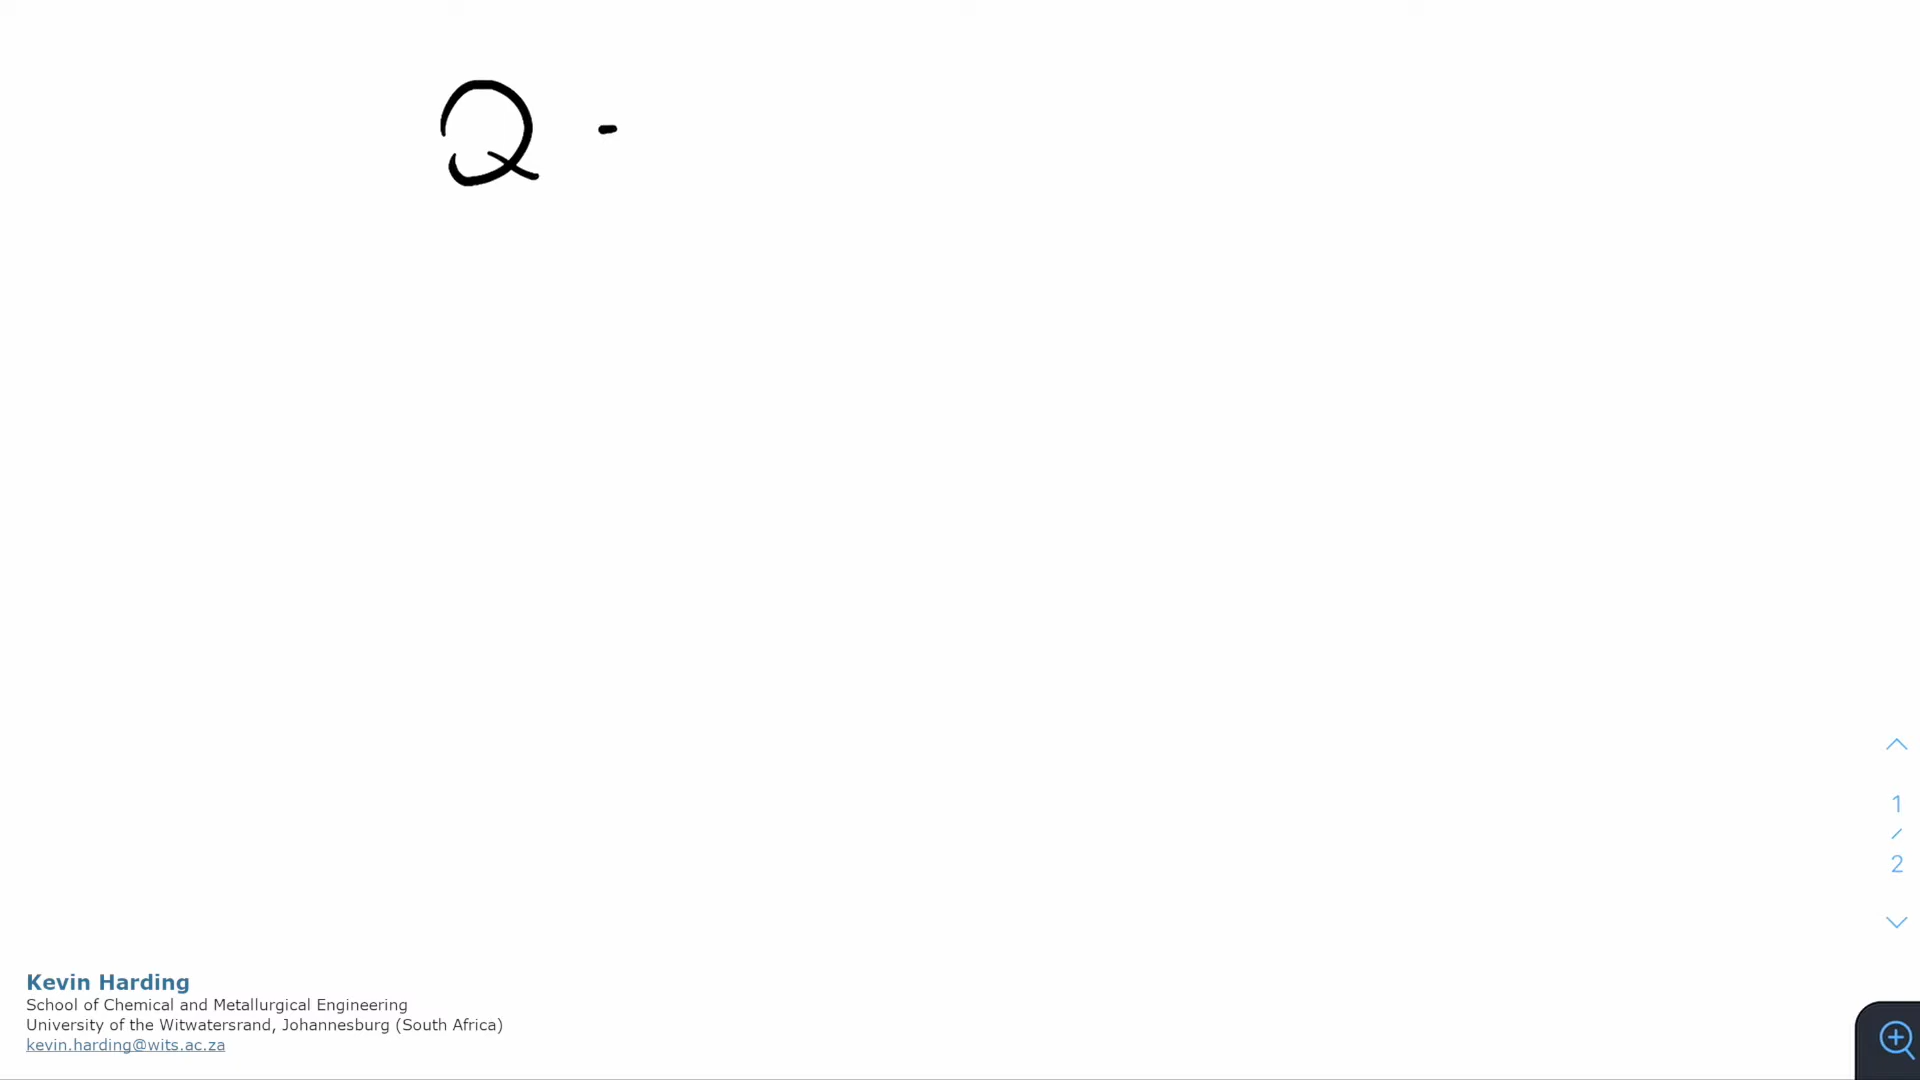 Q -
1
/
2
Kevin Harding
School of Chemical and Metallurgical Engineering
University of the Witwatersrand, Johannesburg (South Africa)
kevin.harding@wits.ac.za